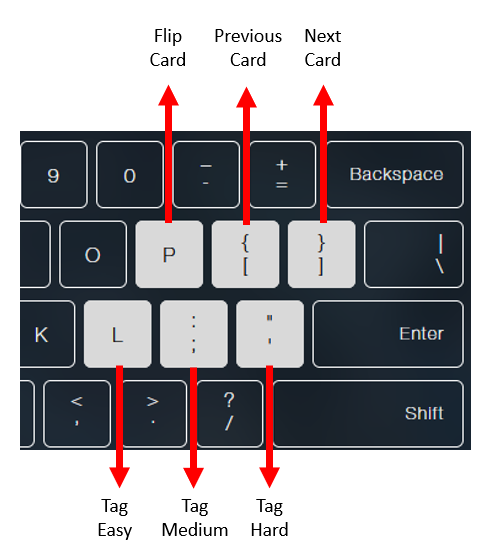 Flip Previous Next
Card Card Card
9 0 _ - + = Backspace
O P { [ } ] | \
K L : ; " ' Enter
< , > . ? / Shift
Tag Tag Tag
Easy Medium Hard